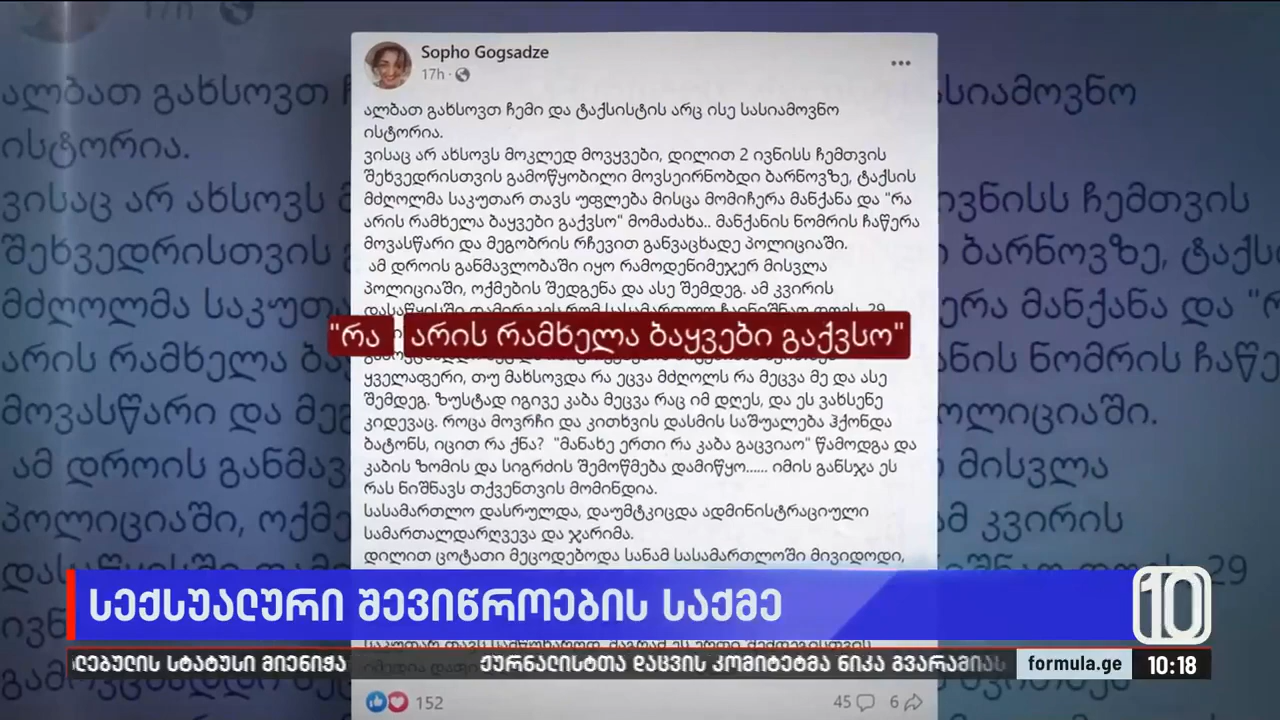 Sopho Gogsadze
17h
ალბათ გახსოვთ ჩემი და ტაქსისტის არც ისე სასიამოვნო
ისტორია.
ვისაც არ ახსოვს მოკლედ მოვყვები, დილით 2 ივნისს ჩემთვის
შეხვედრისთვის გამოწყობილი მოვსეირნობდი ბარნოვზე, ტაქსის
მძღოლმა საკუთარ თავს უფლება მისცა მომიჩერა მანქანა და "რა
არის რამხელა ბაყვები გაქვსო" მომაძახა.. მანქანის ნომრის ჩაწერა
მოვასწარი და მეგობრის რჩევით განვაცხადე პოლიციაში.
ამ დროის განმავლობაში იყო რამოდენიმეჯერ მისვლა
პოლიციაში, ოქმების შედგენა და ასე შემდეგ. ამ კვირის
"რა არის რამხელა ბაყვები გაქვსო"
ყველაფერი, თუ მახსოვდა რა ეცვა მძღოლს რა მეცვა მე და ასე
შემდეგ. ზუსტად იგივე კაბა მეცვა რაც იმ დღეს, და ეს ვახსენე
კიდევაც. როცა მოვრჩი და კითხვის დასმის საშუალება ჰქონდა
ბატონს, იცით რა ქნა? "მანახე ერთი რა კაბა გაცვიაო" წამოდგა და
კაბის ზომის და სიგრძის შემოწმება დამიწყო...... იმის განსჯა ეს
რას ნიშნავს თქვენთვის მომინდია.
სასამართლო დასრულდა, დაუმტკიცდა ადმინისტრაციული
სამართალდარღვევა და ჯარიმა.
დილით ცოტათი მეცოდებოდა სანამ სასამართლოში მივიდოდი,
სექსუალური შევიწროების საქმე
10
ლებულის სტატუსი მიენიჭა
ჟურნალისტთა დაცვის კომიტეტმა ნიკა გვარამიას
formula.ge
10:18
152
45
6